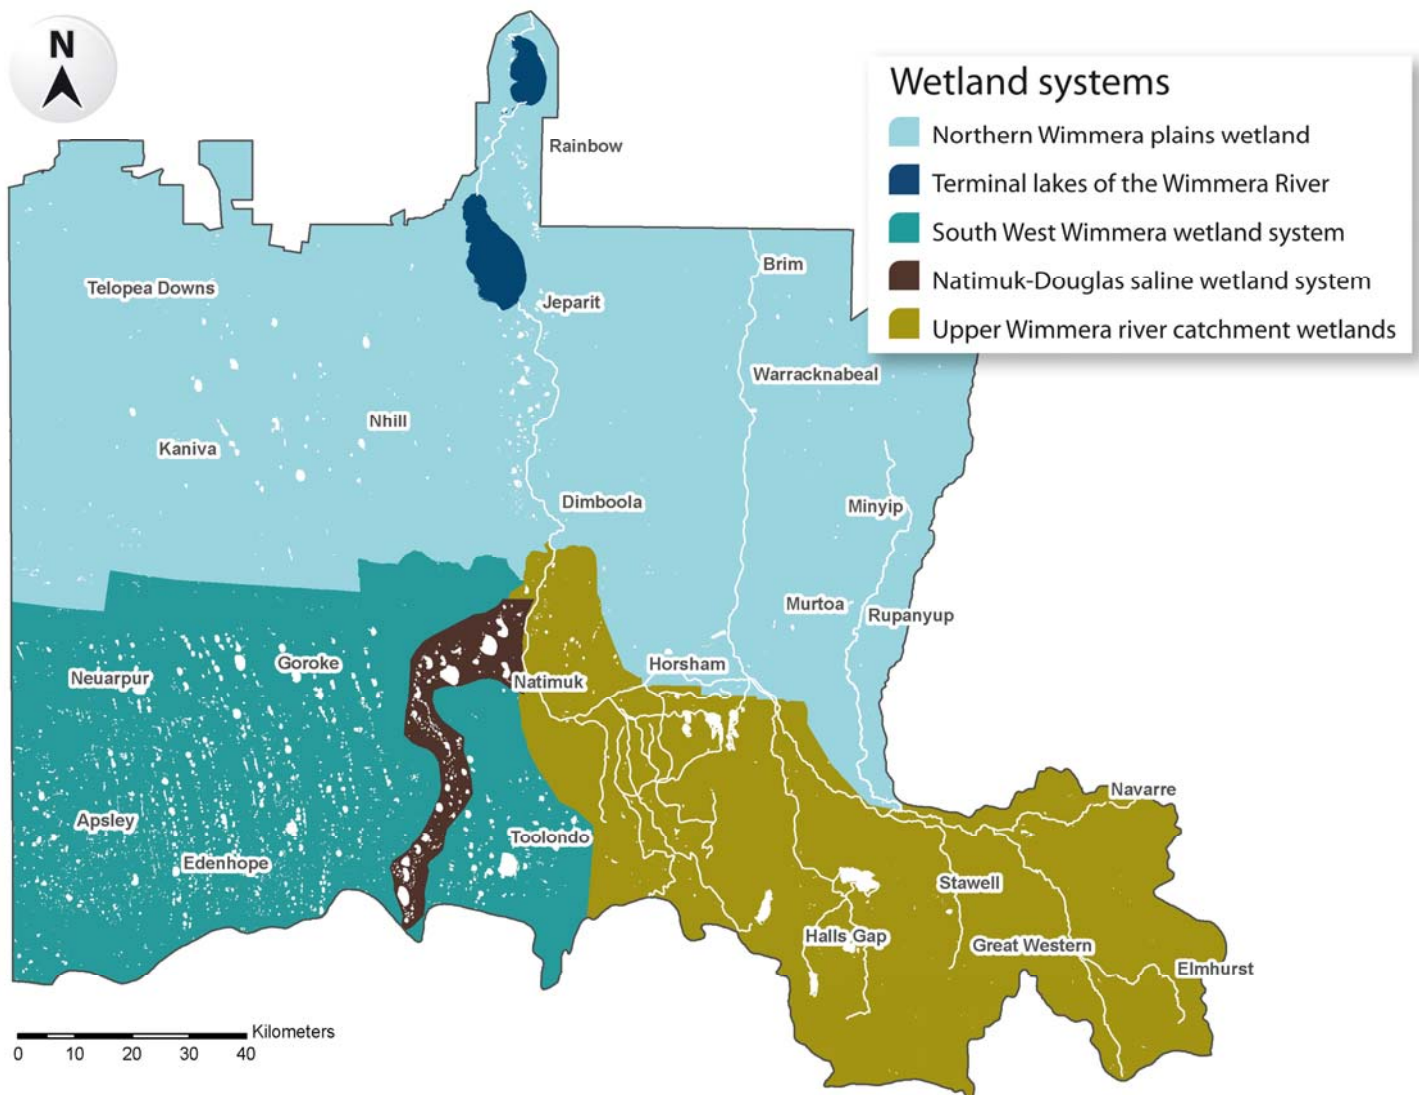 N
Wetland systems
Northern Wimmera plains wetland
Terminal lakes of the Wimmera River
South West Wimmera wetland system
Natimuk-Douglas saline wetland system
Upper Wimmera river catchment wetlands
Rainbow
Brim
Telopea Downs
Jeparit
Warracknabeal
Nhill
Kaniva
Dimboola
Minyip
Murtoa
Rupanyup
Goroke
Horsham
Neuarpur
Natimuk
Navarre
Apsley
Toolondo
Edenhope
Stawell
Halls Gap
Great Western
Elmhurst
Kilometers
0 10 20 30 40